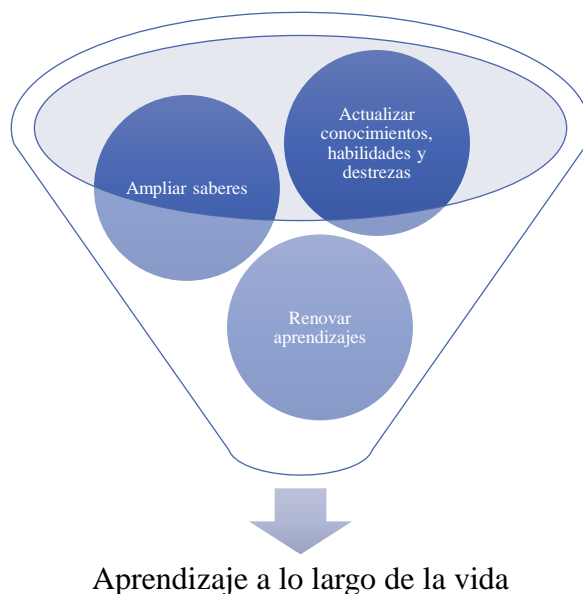 Actualizar
conocimientos,
habilidades y
destrezas
Ampliar saberes
Renovar
aprendizajes
Aprendizaje a lo largo de la vida